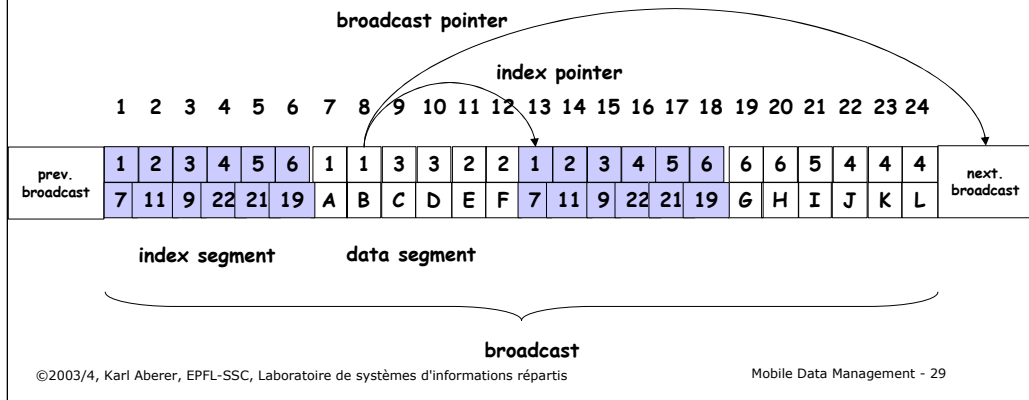 broadcast pointer
index pointer
1 2 3 4 5 6 7 8 9 10 11 12 13 14 15 16 17 18 19 20 21 22 23 24
prev. broadcast
1 2 3 4 5 6 1 1 3 3 2 2 1 2 3 4 5 6 6 6 5 4 4 4
7 11 9 22 21 19 A B C D E F 7 11 9 22 21 19 G H I J K L
next. broadcast
index segment data segment
broadcast
©2003/4, Karl Aberer, EPFL-SSC, Laboratoire de systèmes d'informations répartis Mobile Data Management - 29